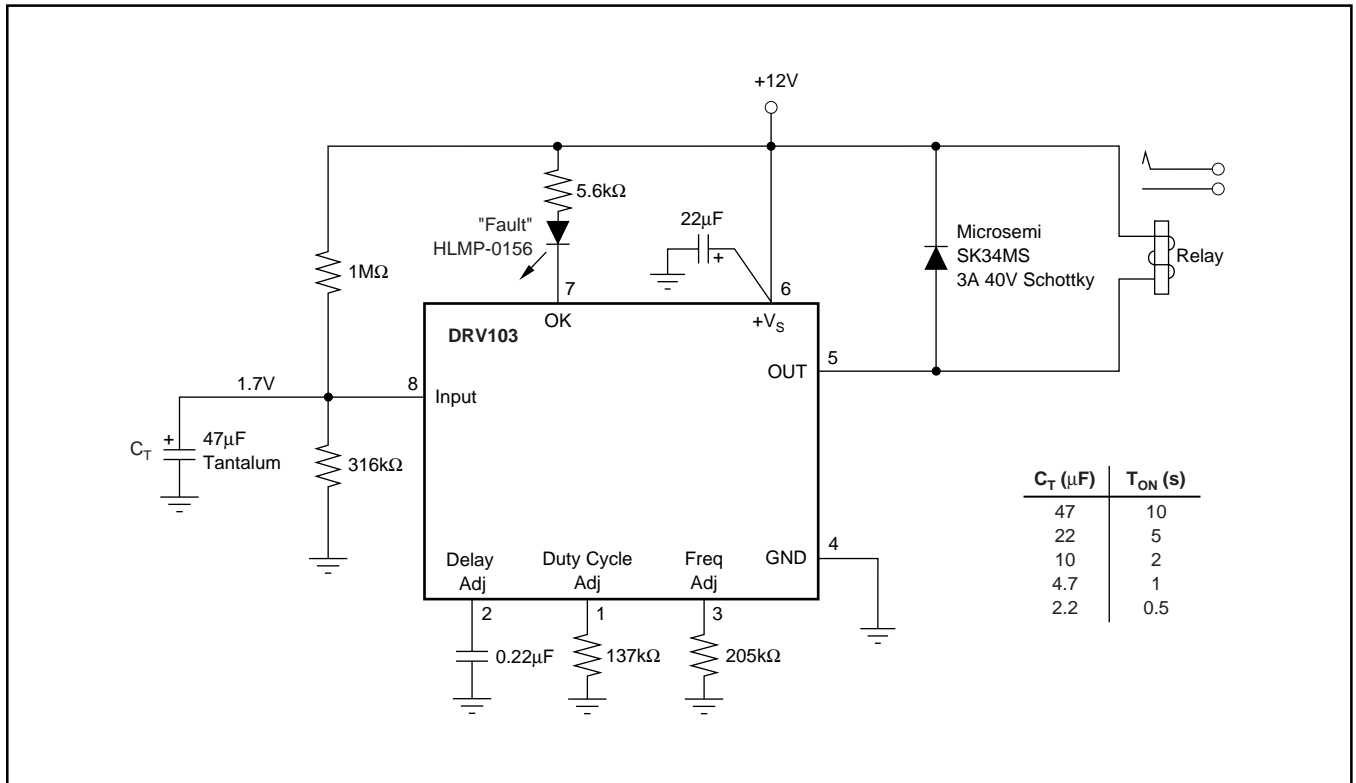 +12V
5.6kΩ
"Fault"
HLMP-0156
22μF
+
Microsemi
SK34MS
3A 40V Schottky
Relay
1MΩ
7
6
OK
+VS
DRV103
5
OUT
1.7V
8
Input
CT
+
47μF
Tantalum
316kΩ
CT (μF) TON (s)
47 10
22 5
10 2
4.7 1
2.2 0.5
4
GND
Delay
Adj
Duty Cycle
Adj
Freq
Adj
2
1
3
0.22μF
137kΩ
205kΩ